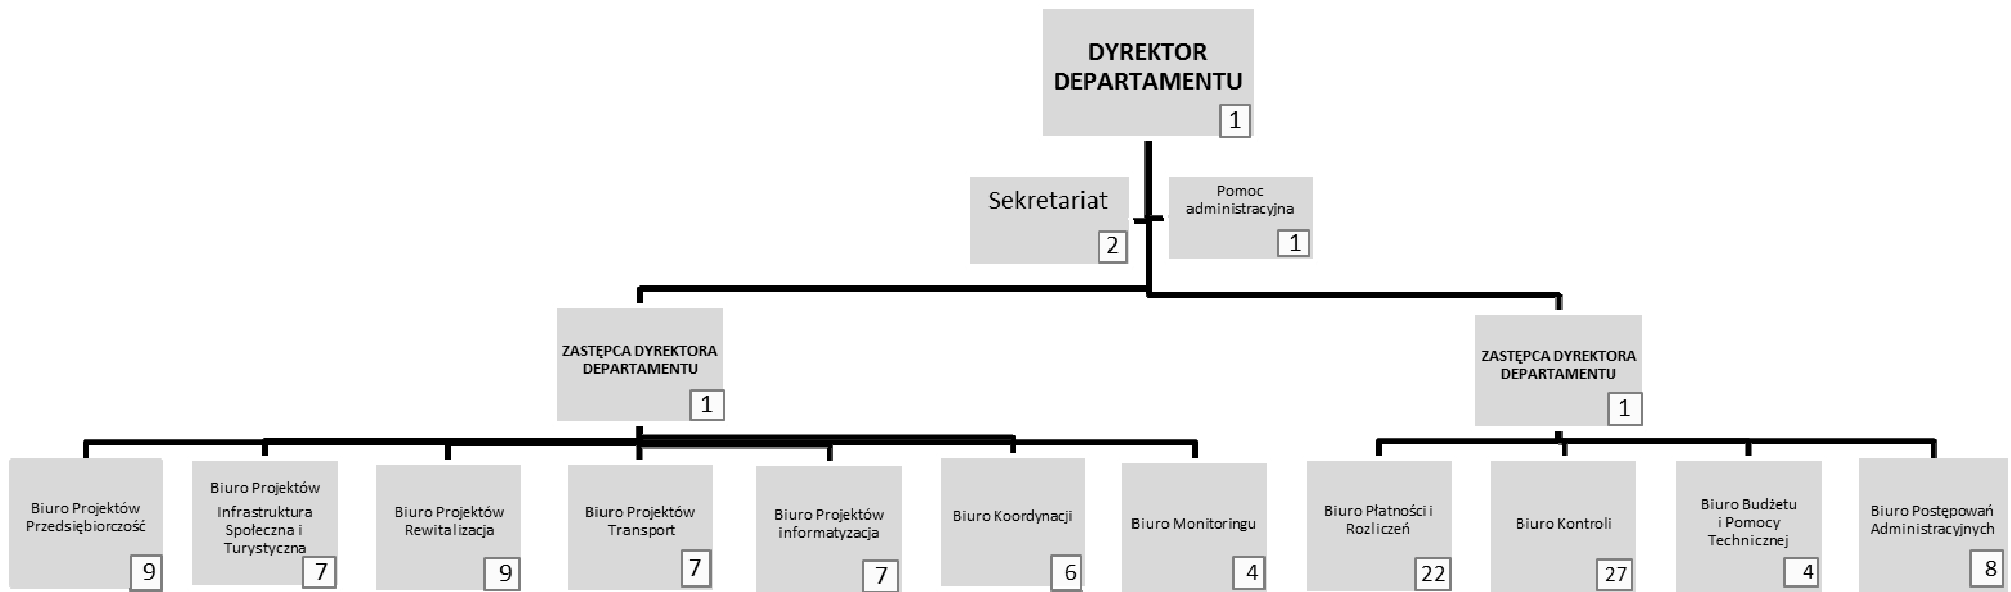 DYREKTOR
DEPARTAMENTU
1
Sekretariat
2
Pomoc
administracyjna
1
ZASTĘPCA DYREKTORA
DEPARTAMENTU
1
ZASTĘPCA DYREKTORA
DEPARTAMENTU
1
Biuro Projektów
Przedsiębiorczość
9
Biuro Projektów
Infrastruktura
Społeczna i
Turystyczna
7
Biuro Projektów
Rewitalizacja
9
Biuro Projektów
Transport
7
Biuro Projektów
informatyzacja
7
Biuro Koordynacji
6
Biuro Monitoringu
4
Biuro Płatności i
Rozliczeń
22
Biuro Kontroli
27
Biuro Budżetu
i Pomocy
Technicznej
4
Biuro Postępowań
Administracyjnych
8